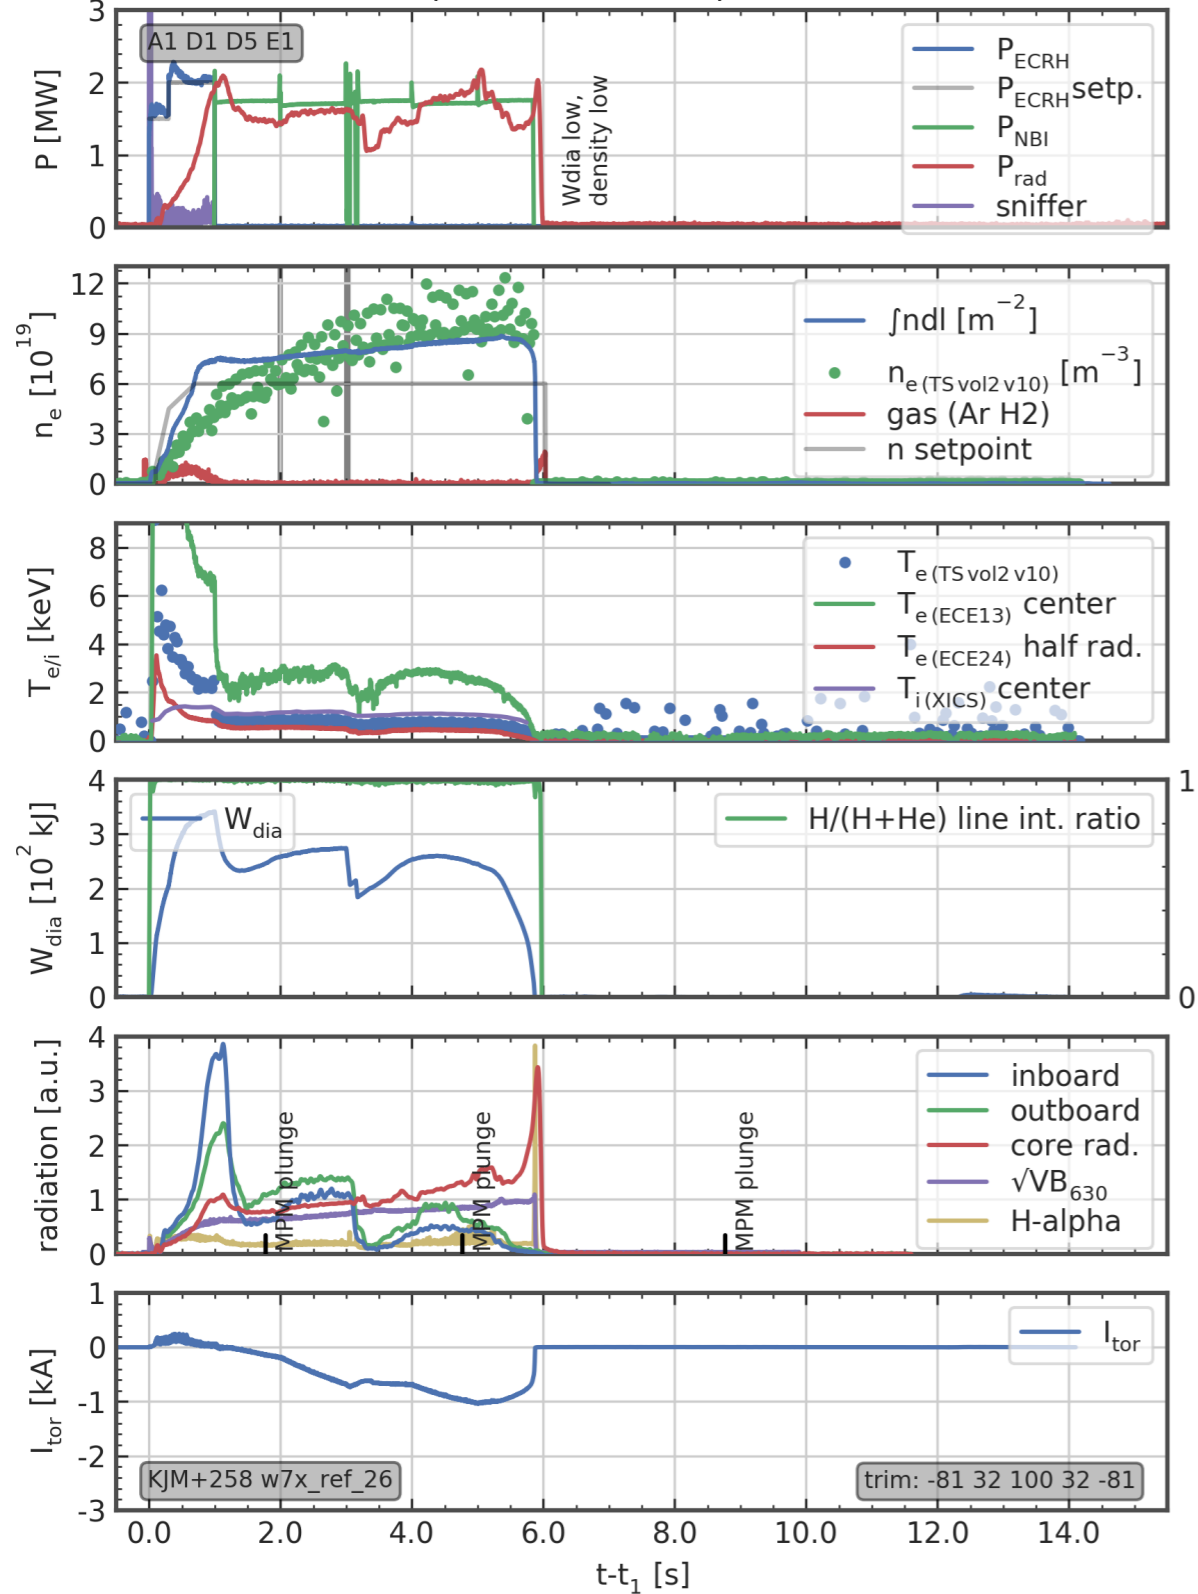 A1 D1 D5 E1
P [MW]
3
2
1
0
Wdia low,
density low
P_ECRH
P_ECRH setp.
P_NBI
P_rad
sniffer
n_e [10^19]
12
9
6
3
0
∫ndl [m^−2]
n_e (TS vol2 v10) [m^−3]
gas (Ar H2)
n setpoint
T_e/i [keV]
8
6
4
2
0
T_e (TS vol2 v10)
T_e (ECE13) center
T_e (ECE24) half rad.
T_i (XICS) center
W_dia [10^2 kJ]
4
3
2
1
0
W_dia
H/(H+He) line int. ratio
1
0
radiation [a.u.]
4
3
2
1
0
MPM plunge
MPM plunge
MPM plunge
inboard
outboard
core rad.
√VB_630
H-alpha
I_tor [kA]
1
0
-1
-2
-3
I_tor
KJM+258 w7x_ref_26
trim: -81 32 100 32 -81
0.0 2.0 4.0 6.0 8.0 10.0 12.0 14.0
t-t_1 [s]